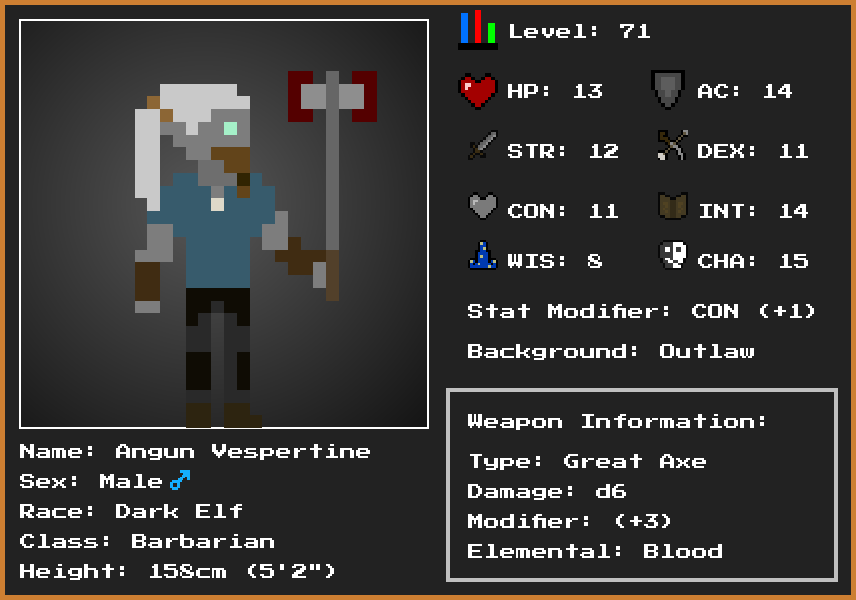 Level: 71
HP: 13 AC: 14
STR: 12 DEX: 11
CON: 11 INT: 14
WIS: 8 CHA: 15
Stat Modifier: CON (+1)
Background: Outlaw
Weapon Information:
Type: Great Axe
Damage: d6
Modifier: (+3)
Elemental: Blood
Name: Angun Vespertine
Sex: Male ♂
Race: Dark Elf
Class: Barbarian
Height: 158cm (5'2")